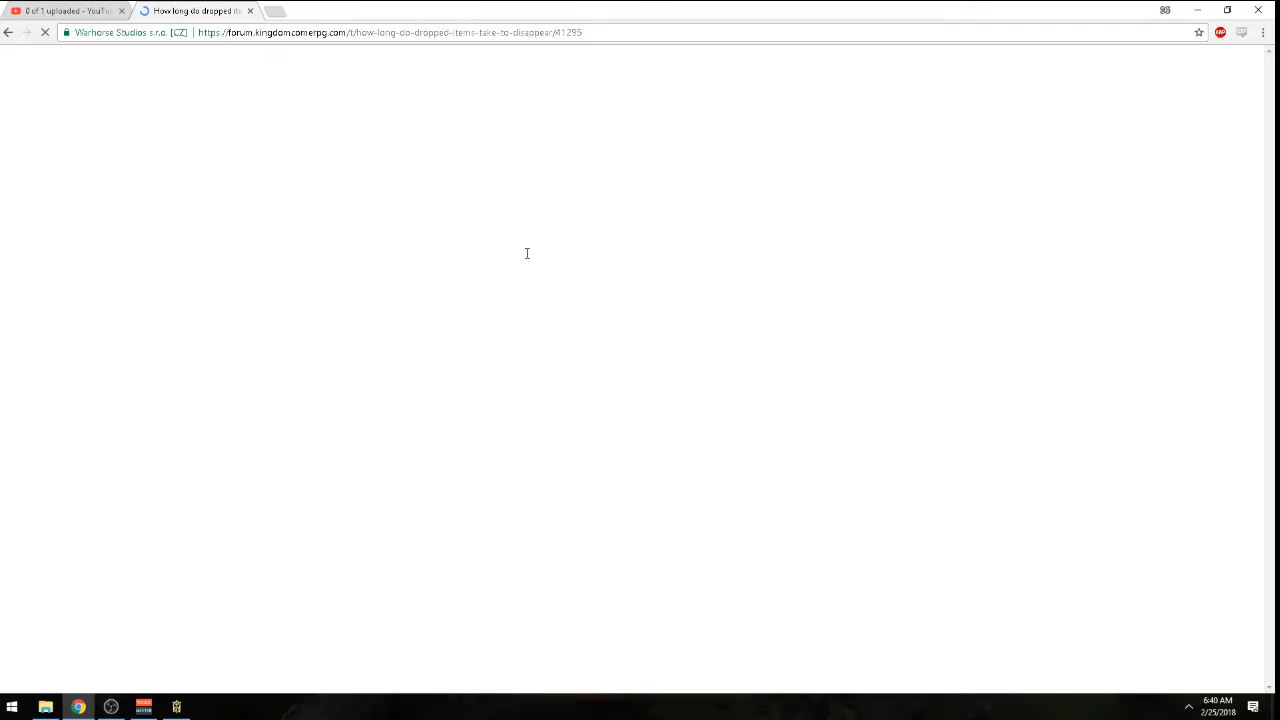 0 of 1 uploaded - YouTu
How long do dropped it
Warhorse Studios s.r.o. [CZ]
https://forum.kingdomcomerpg.com/t/how-long-do-dropped-items-take-to-disappear/41295
ABP
6:40 AM
2/25/2018